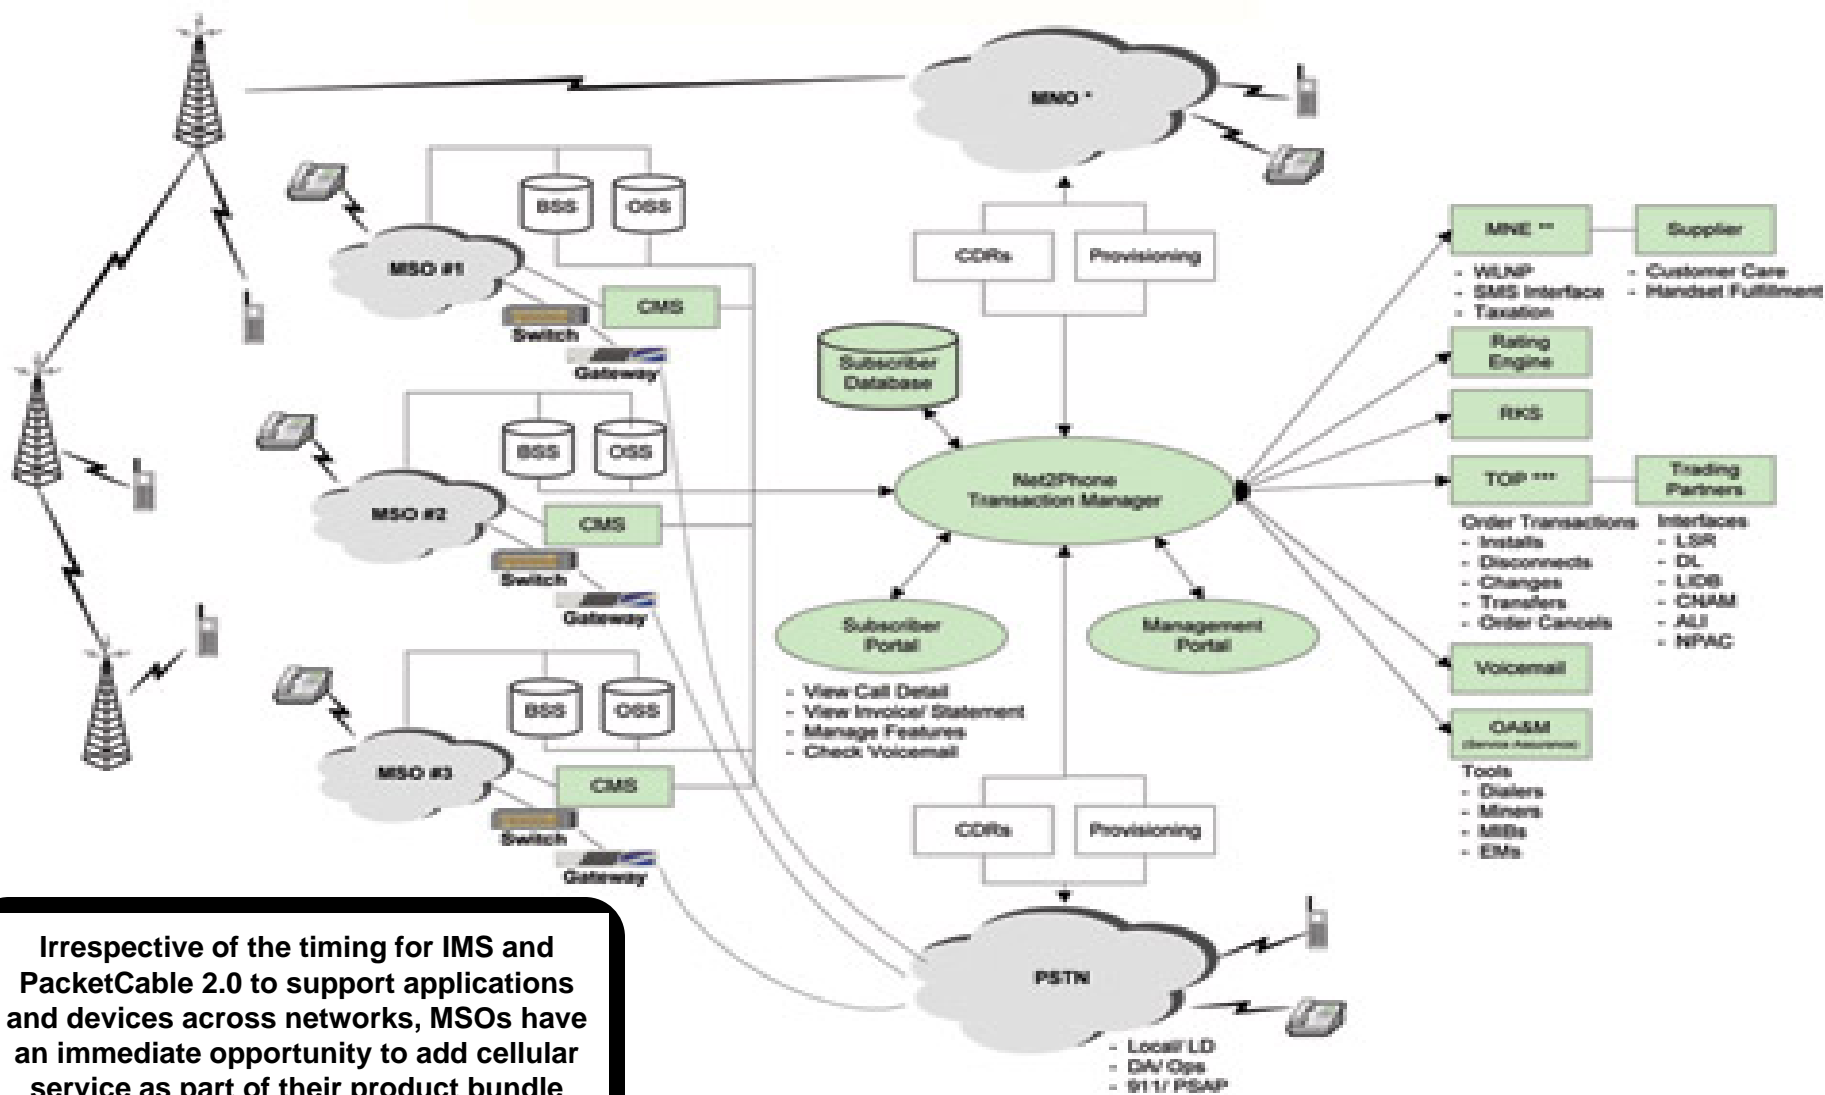 MNO *
BSS
OSS
MSO #1
CMS
Switch
Gateway
CDRs
Provisioning
MNE **
Supplier
- WLNP
- SMS Interface
- Taxation
- Customer Care
- Handset Fulfillment
Subscriber
Database
Rating
Engine
RKS
BSS
OSS
MSO #2
CMS
Switch
Gateway
Net2Phone
Transaction Manager
TOP ***
Trading
Partners
Order Transactions
- Installs
- Disconnects
- Changes
- Transfers
- Order Cancels
Interfaces
- LSR
- DL
- LIDB
- CNAM
- ALI
- NPAC
Subscriber
Portal
Management
Portal
- View Call Detail
- View Invoice/ Statement
- Manage Features
- Check Voicemail
Voicemail
OA&M
(Service Assurance)
Tools
- Dialers
- Miners
- MIBs
- EMs
BSS
OSS
MSO #3
CMS
Switch
Gateway
CDRs
Provisioning
PSTN
- Local/ LD
- DA/ Ops
- 911/ PSAP
Irrespective of the timing for IMS and
PacketCable 2.0 to support applications
and devices across networks, MSOs have
an immediate opportunity to add cellular
service as part of their product bundle